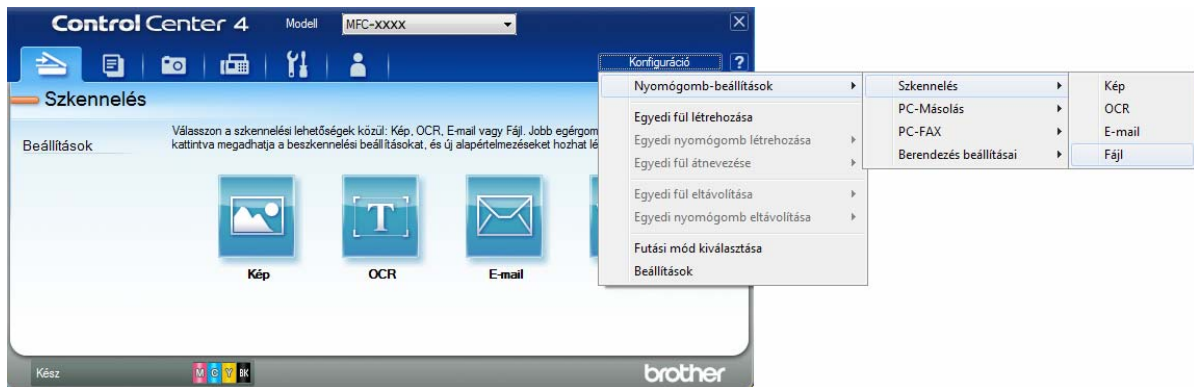 Control Center 4
Modell
MFC-XXXX
Konfiguráció
?
Szkennelés
Beállítások
Válasszon a szkennelési lehetőségek közül: Kép, OCR, E-mail vagy Fájl. Jobb egérgom
kattintva megadhatja a beszkennelési beállításokat, és új alapértelmezéseket hozhat lé
Kép
OCR
E-mail
Nyomógomb-beállítások
Egyedi fül létrehozása
Egyedi nyomógomb létrehozása
Egyedi fül átnevezése
Egyedi fül eltávolítása
Egyedi nyomógomb eltávolítása
Futási mód kiválasztása
Beállítások
Szkennelés
PC-Másolás
PC-FAX
Berendezés beállításai
Kép
OCR
E-mail
Fájl
Kész
M C Y BK
brother